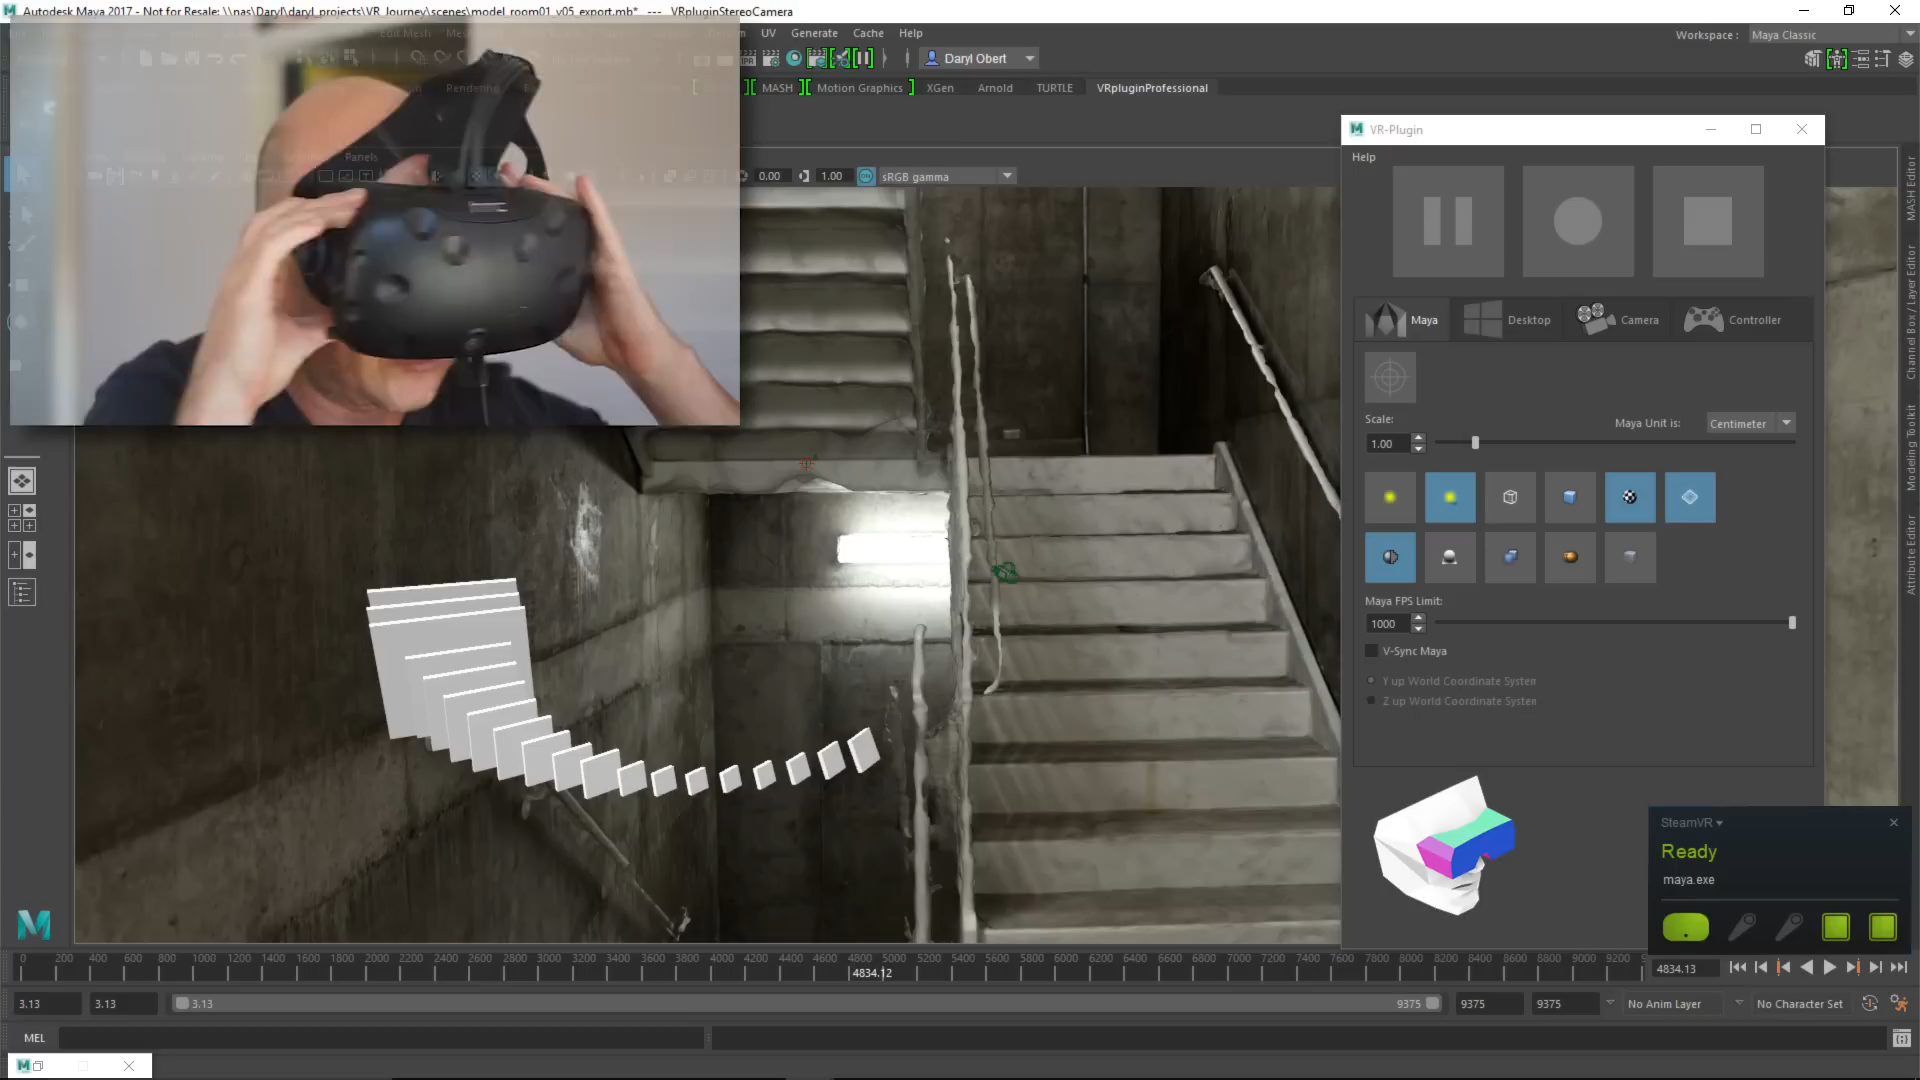 Autodesk Maya 2017 - Not for Resale: \\nas\Daryl\daryl_projects\VR_Journey\scenes\model_room01_v05_export.mb* --- VRpluginStereoCamera
UV Generate Cache Help
Workspace : Maya Classic
Daryl Obert
Rendering MASH Motion Graphics XGen Arnold TURTLE VRpluginProfessional
Panels
0.00 1.00 sRGB gamma
VR-Plugin
Help
Maya Desktop Camera Controller
Scale:
1.00
Maya Unit is: Centimeter
Maya FPS Limit:
1000
V-Sync Maya
Y up World Coordinate System
Z up World Coordinate System
MASH Editor
Channel Box / Layer Editor
Modeling Toolkit
Attribute Editor
SteamVR
Ready
maya.exe
0 200 400 600 800 1000 1200 1400 1600 1800 2000 2200 2400 2600 2800 3000 3200 3400 3600 3800 4000 4200 4400 4600 4800 5000 5200 5400 5600 5800 6000 6200 6400 6600 6800 7000 7200 7400 7600 7800 8000 8200 8400 8600 8800 9000 9200
4834.12
4834.13
3.13 3.13 3.13 9375 9375 9375 No Anim Layer No Character Set
MEL